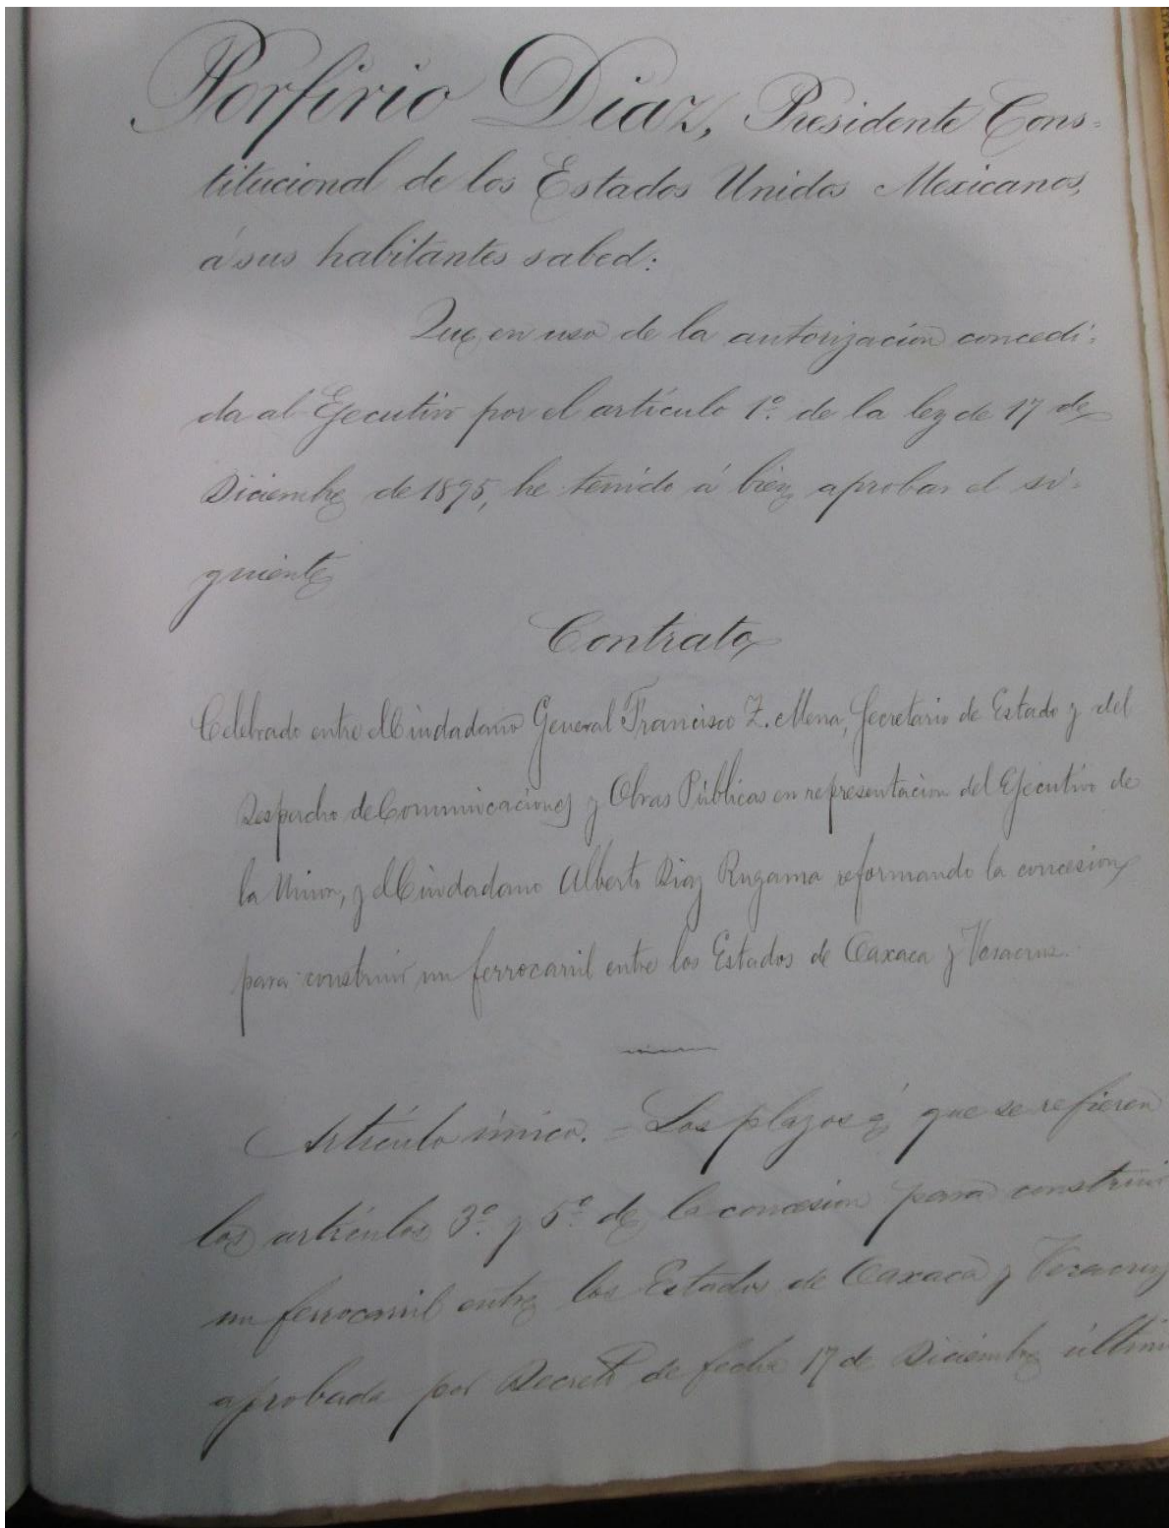 Porfirio Diaz, Presidente Cons-
titucional de los Estados Unidos Mexicanos,
á sus habitantes sabed:
Que en uso de la autorizacion concedi-
da al Ejecutivo por el artículo 1º. de la ley de 17 de
Diciembre de 1895, he tenido á bien aprobar el si-
guiente
Contrato
Celebrado entre el Ciudadano General Francisco Z. Mena, Secretario de Estado y del
Despacho de Comunicaciones y Obras Públicas en representacion del Ejecutivo de
la Union, y el Ciudadano Alberto Diaz Rugama reformando la concesion
para construir un ferrocarril entre los Estados de Oaxaca y Veracruz.
Artículo único. = Los plazos á que se refieren
los artículos 3º. y 5º. de la concesion para construir
un ferrocarril entre los Estados de Oaxaca y Veracruz
aprobada por Decreto de fecha 17 de Diciembre último